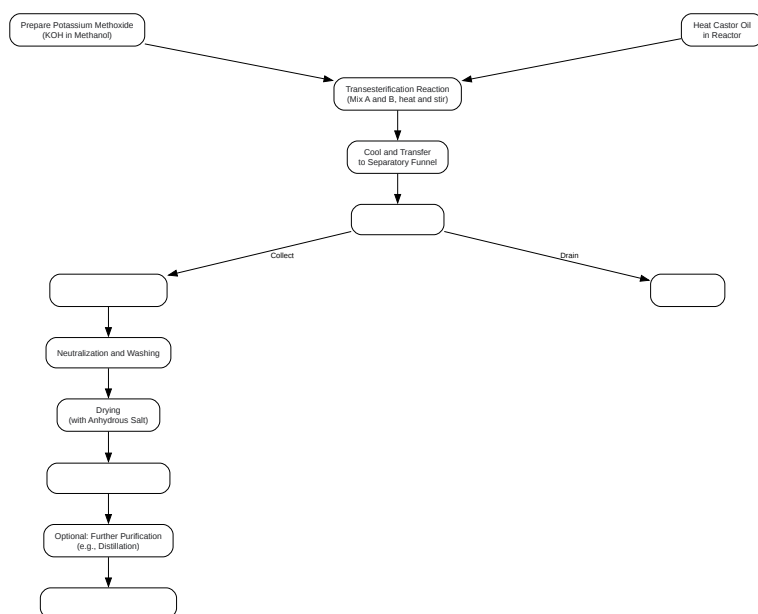 Prepare Potassium Methoxide
(KOH in Methanol)
Heat Castor Oil
in Reactor
Transesterification Reaction
(Mix A and B, heat and stir)
Cool and Transfer
to Separatory Funnel
Collect
Drain
Neutralization and Washing
Drying
(with Anhydrous Salt)
Optional: Further Purification
(e.g., Distillation)